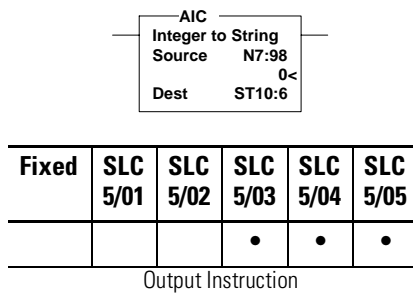 AIC
Integer to String
Source N7:98
0<
Dest ST10:6
Fixed SLC 5/01 SLC 5/02 SLC 5/03 SLC 5/04 SLC 5/05
• • •
Output Instruction